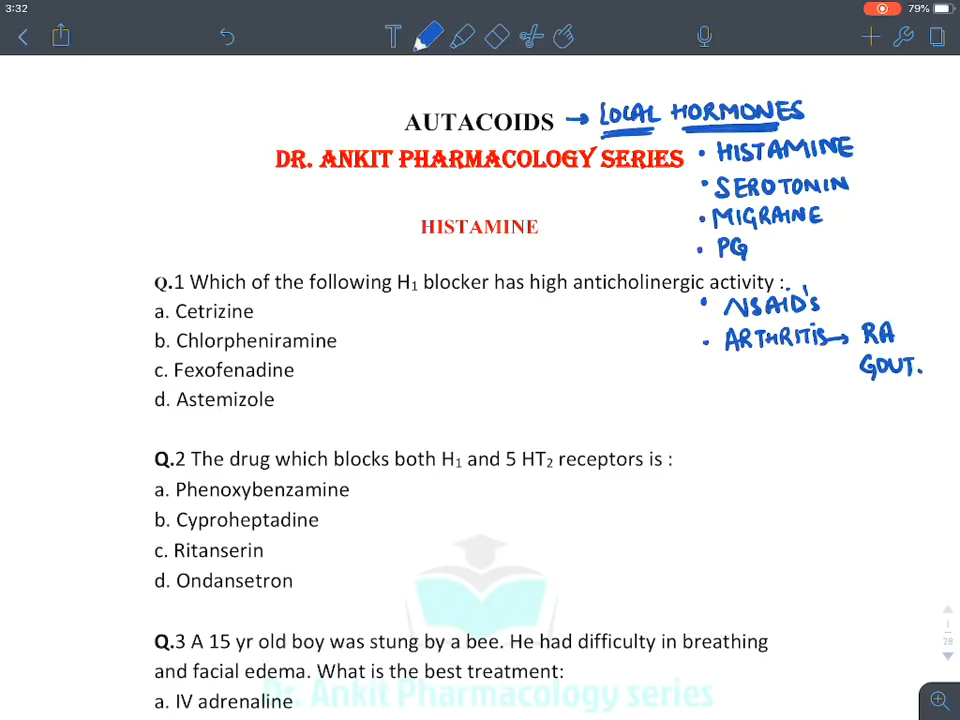 3:32
79%
T
AUTACOIDS → LOCAL HORMONES
DR. ANKIT PHARMACOLOGY SERIES
• HISTAMINE
• SEROTONIN
• MIGRAINE
• PG
• NSAID's
• ARTHRITIS → RA
GOUT.
HISTAMINE
Q.1 Which of the following H₁ blocker has high anticholinergic activity :
a. Cetrizine
b. Chlorpheniramine
c. Fexofenadine
d. Astemizole
Q.2 The drug which blocks both H₁ and 5 HT₂ receptors is :
a. Phenoxybenzamine
b. Cyproheptadine
c. Ritanserin
d. Ondansetron
Q.3 A 15 yr old boy was stung by a bee. He had difficulty in breathing
and facial edema. What is the best treatment:
a. IV adrenaline
Dr. Ankit Pharmacology series
1
28